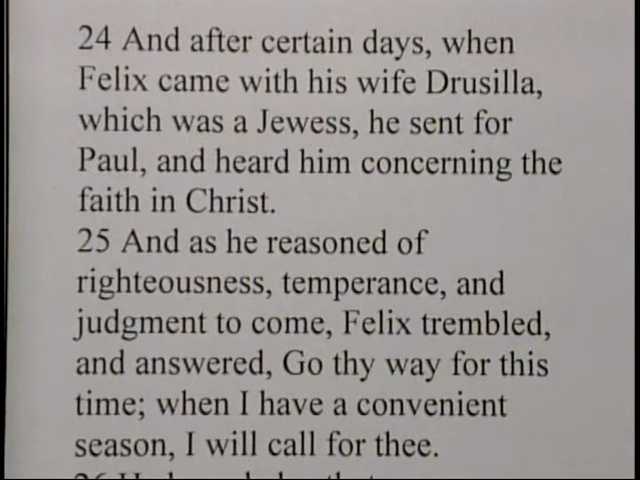 24 And after certain days, when
Felix came with his wife Drusilla,
which was a Jewess, he sent for
Paul, and heard him concerning the
faith in Christ.
25 And as he reasoned of
righteousness, temperance, and
judgment to come, Felix trembled,
and answered, Go thy way for this
time; when I have a convenient
season, I will call for thee.